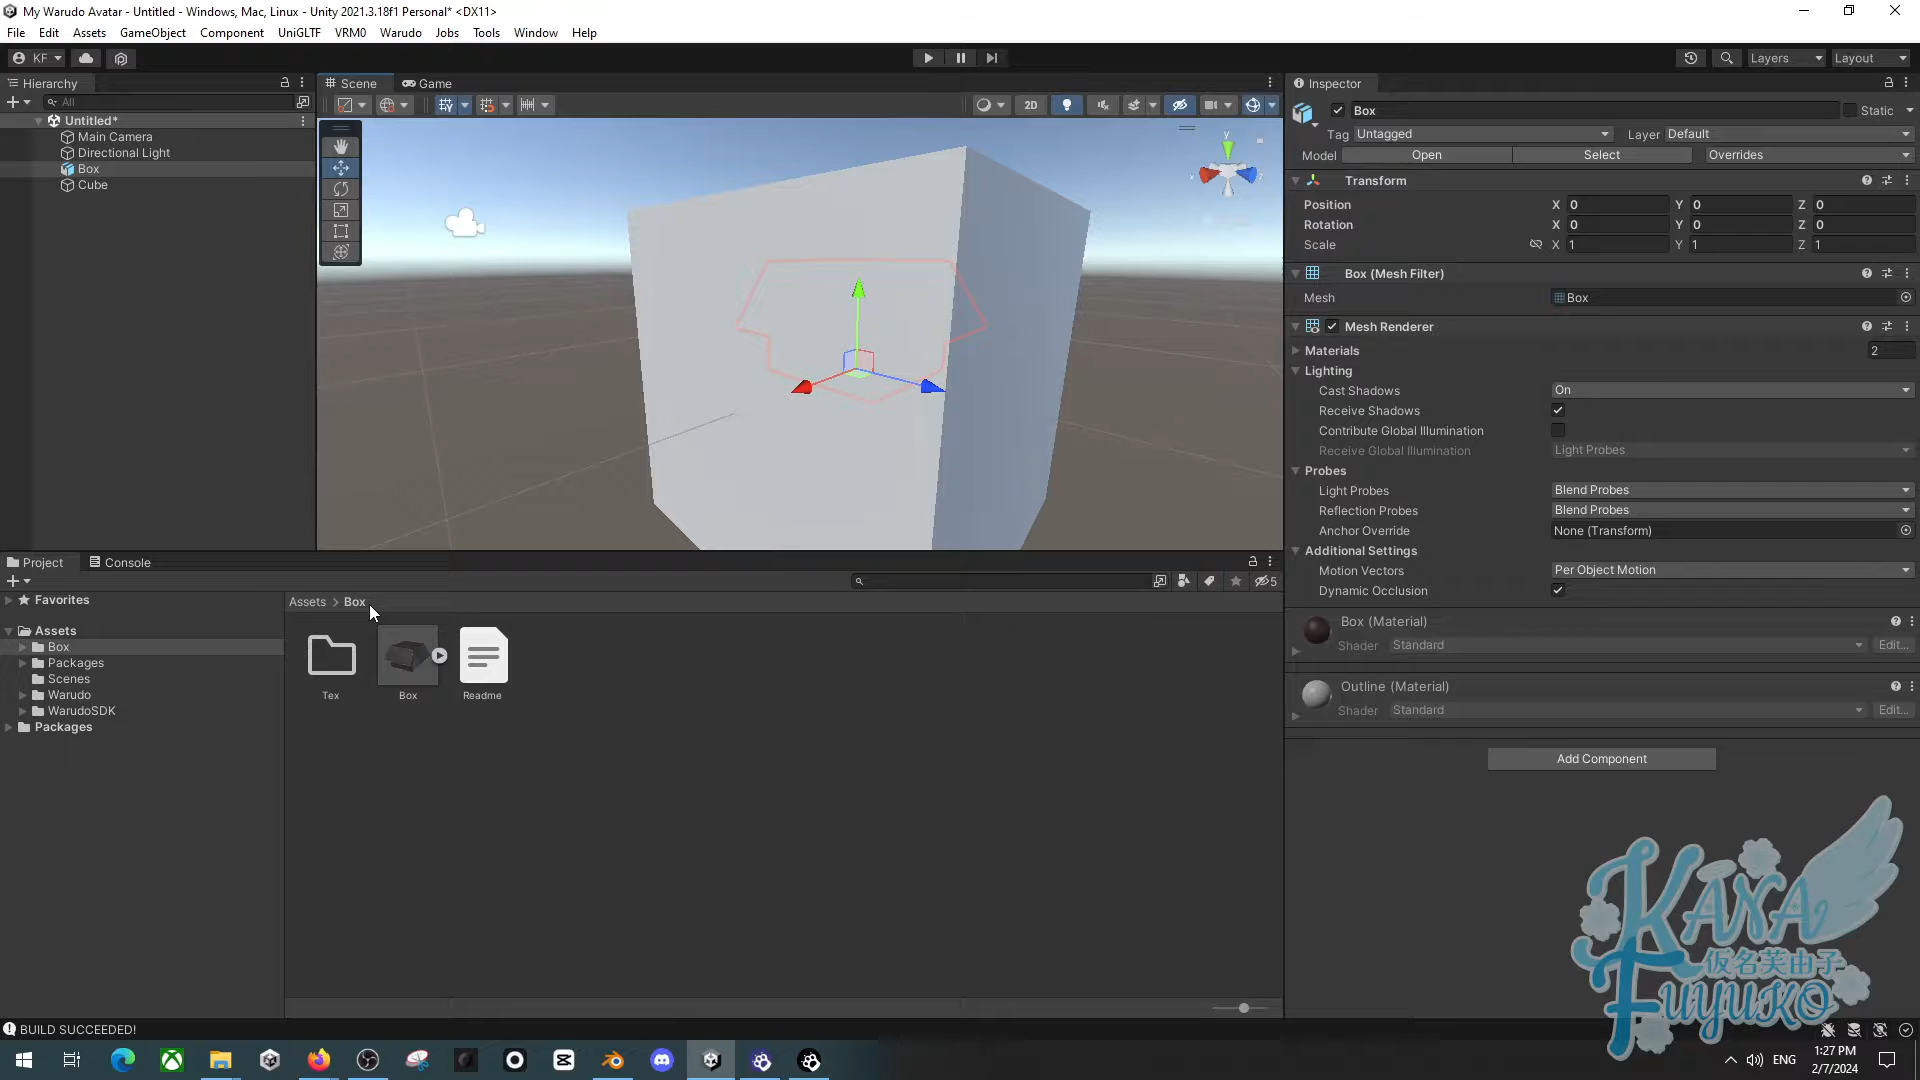 My Warudo Avatar - Untitled - Windows, Mac, Linux - Unity 2021.3.18f1 Personal* <DX11>
File Edit Assets GameObject Component UniGLTF VRM0 Warudo Jobs Tools Window Help
KF Layers Layout
Hierarchy
All
Untitled*
Main Camera
Directional Light
Box
Cube
Scene Game
2D
y
x
z
Inspector
Box Static
Tag Untagged Layer Default
Model Open Select Overrides
Transform
Position X 0 Y 0 Z 0
Rotation X 0 Y 0 Z 0
Scale X 1 Y 1 Z 1
Box (Mesh Filter)
Mesh Box
Mesh Renderer
Materials 2
Lighting
Cast Shadows On
Receive Shadows
Contribute Global Illumination
Receive Global Illumination Light Probes
Probes
Light Probes Blend Probes
Reflection Probes Blend Probes
Anchor Override None (Transform)
Additional Settings
Motion Vectors Per Object Motion
Dynamic Occlusion
Box (Material)
Shader Standard Edit...
Outline (Material)
Shader Standard Edit...
Add Component
Project Console
5
Favorites
Assets
Box
Packages
Scenes
Warudo
WarudoSDK
Packages
Assets > Box
Tex Box Readme
KANA
仮名芙由子
FUYUKO
BUILD SUCCEEDED!
ENG
1:27 PM
2/7/2024